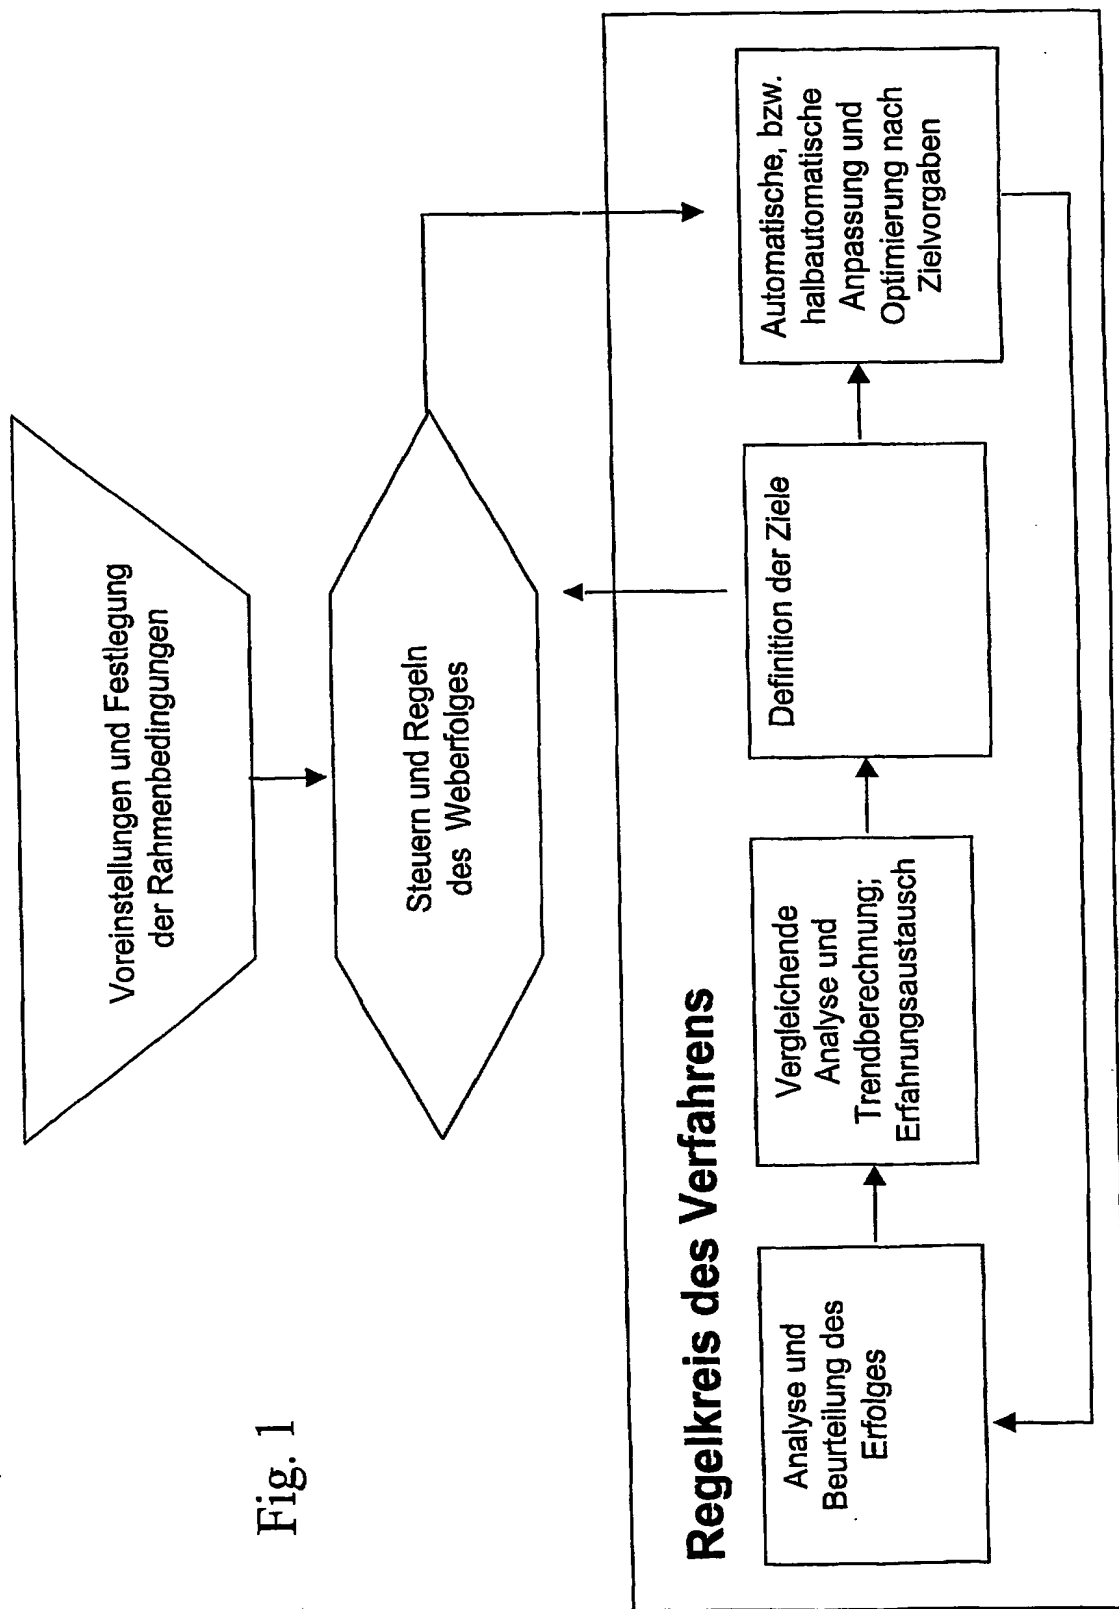 Fig. 1
Voreinstellungen und Festlegung
der Rahmenbedingungen
Steuern und Regeln
des Weberfolges
Regelkreis des Verfahrens
Analyse und
Beurteilung des
Erfolges
Vergleichende
Analyse und
Trendberechnung;
Erfahrungsaustausch
Definition der Ziele
Automatische, bzw.
halbautomatische
Anpassung und
Optimierung nach
Zielvorgaben